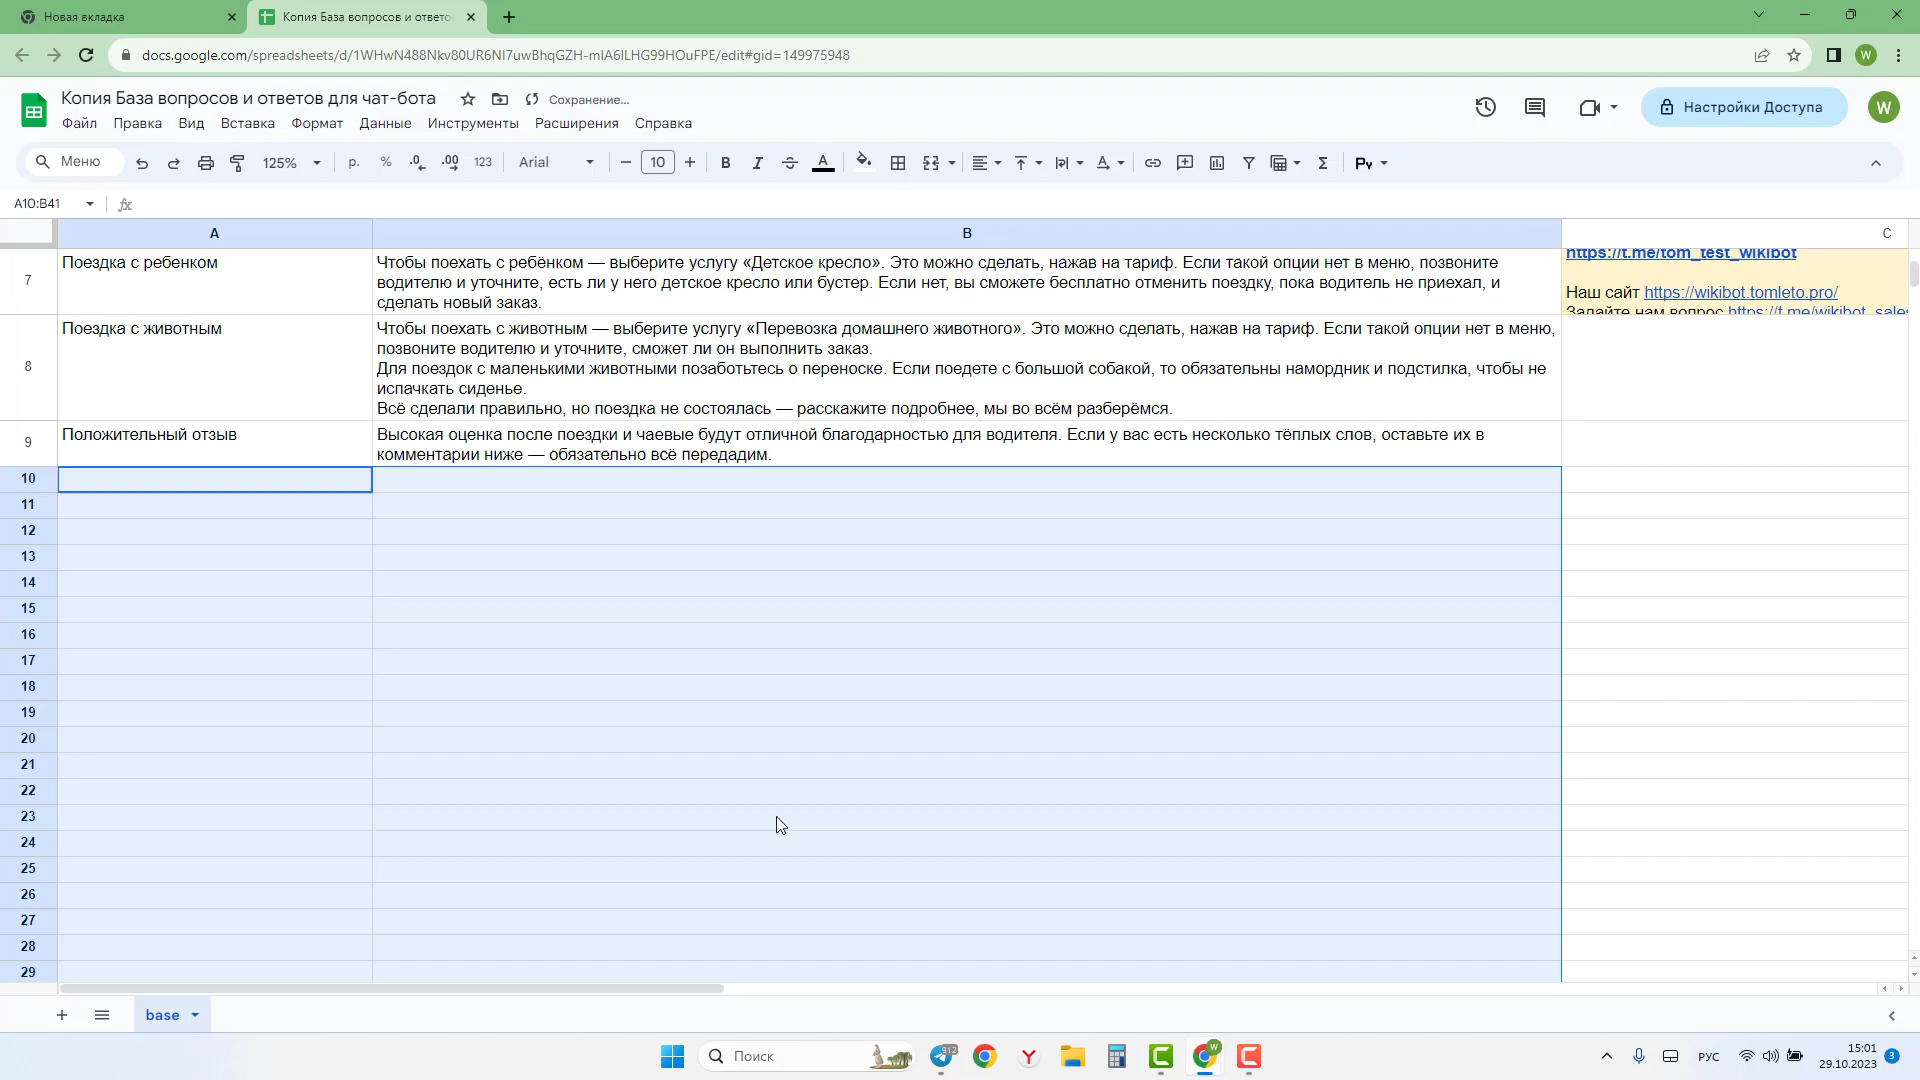 Новая вкладка
Копия База вопросов и ответо
docs.google.com/spreadsheets/d/1WHwN488Nkv80UR6NI7uwBhqGZH-mIA6ILHG99HOuFPE/edit#gid=149975948
W
Копия База вопросов и ответов для чат-бота
Сохранение...
Настройки Доступа
W
Файл Правка Вид Вставка Формат Данные Инструменты Расширения Справка
Меню 125% р. % .0 .00 123 Arial 10 B I A Σ
A10:B41 fx
A B C
7
Поездка с ребенком
Чтобы поехать с ребёнком — выберите услугу «Детское кресло». Это можно сделать, нажав на тариф. Если такой опции нет в меню, позвоните
водителю и уточните, есть ли у него детское кресло или бустер. Если нет, вы сможете бесплатно отменить поездку, пока водитель не приехал, и
сделать новый заказ.
https://t.me/tom_test_wikibot
Наш сайт https://wikibot.tomleto.pro/
Задайте нам вопрос https://t.me/wikibot_sales
8
Поездка с животным
Чтобы поехать с животным — выберите услугу «Перевозка домашнего животного». Это можно сделать, нажав на тариф. Если такой опции нет в меню,
позвоните водителю и уточните, сможет ли он выполнить заказ.
Для поездок с маленькими животными позаботьтесь о переноске. Если поедете с большой собакой, то обязательны намордник и подстилка, чтобы не
испачкать сиденье.
Всё сделали правильно, но поездка не состоялась — расскажите подробнее, мы во всём разберёмся.
9
Положительный отзыв
Высокая оценка после поездки и чаевые будут отличной благодарностью для водителя. Если у вас есть несколько тёплых слов, оставьте их в
комментарии ниже — обязательно всё передадим.
10
11
12
13
14
15
16
17
18
19
20
21
22
23
24
25
26
27
28
29
base
Поиск
912
W
РУС
15:01
29.10.2023
3